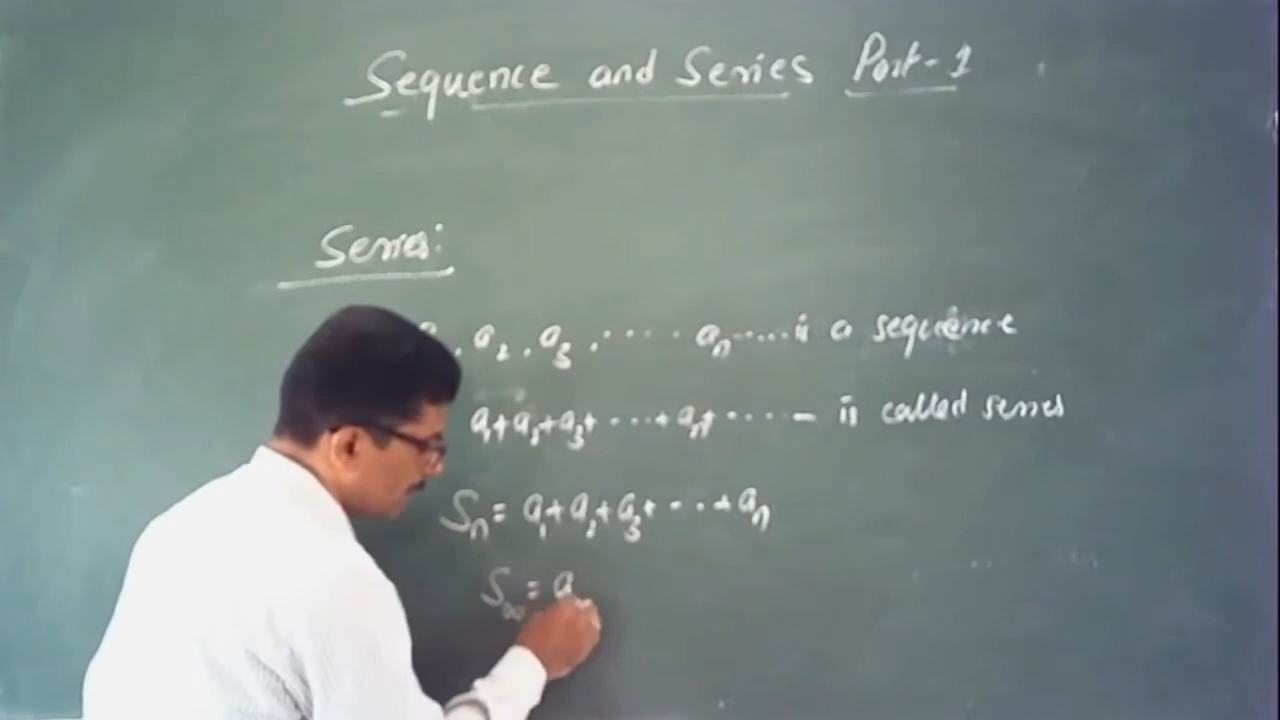 Sequence and Series Part-1
Series:
a₁, a₂, a₃, ..... aₙ ..... is a sequence
a₁+a₂+a₃+ ....+ aₙ+ ..... is called series
Sₙ = a₁+a₂+a₃+ ...+aₙ
S∞ = a